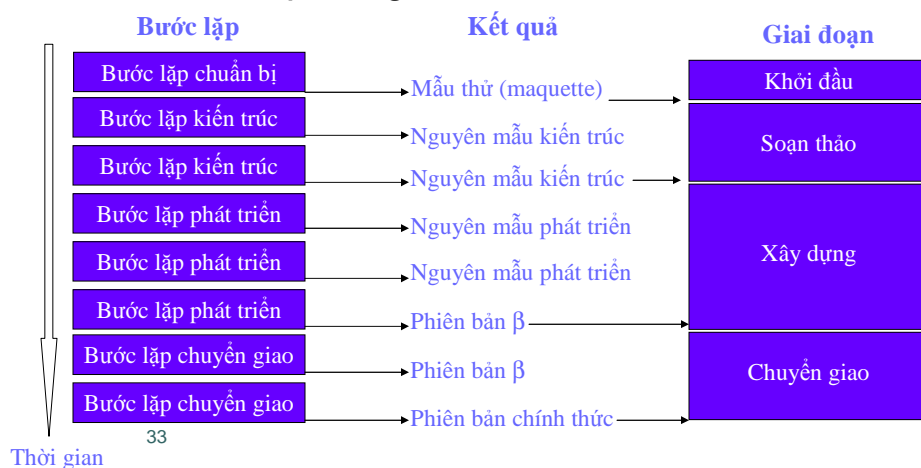 Bước lặp
Kết quả
Giai đoạn
Bước lặp chuẩn bị
Mẫu thử (maquette)
Khởi đầu
Bước lặp kiến trúc
Nguyên mẫu kiến trúc
Soạn thảo
Bước lặp kiến trúc
Nguyên mẫu kiến trúc
Bước lặp phát triển
Nguyên mẫu phát triển
Xây dựng
Bước lặp phát triển
Nguyên mẫu phát triển
Bước lặp phát triển
Phiên bản β
Bước lặp chuyển giao
Phiên bản β
Chuyển giao
Bước lặp chuyển giao
Phiên bản chính thức
33
Thời gian